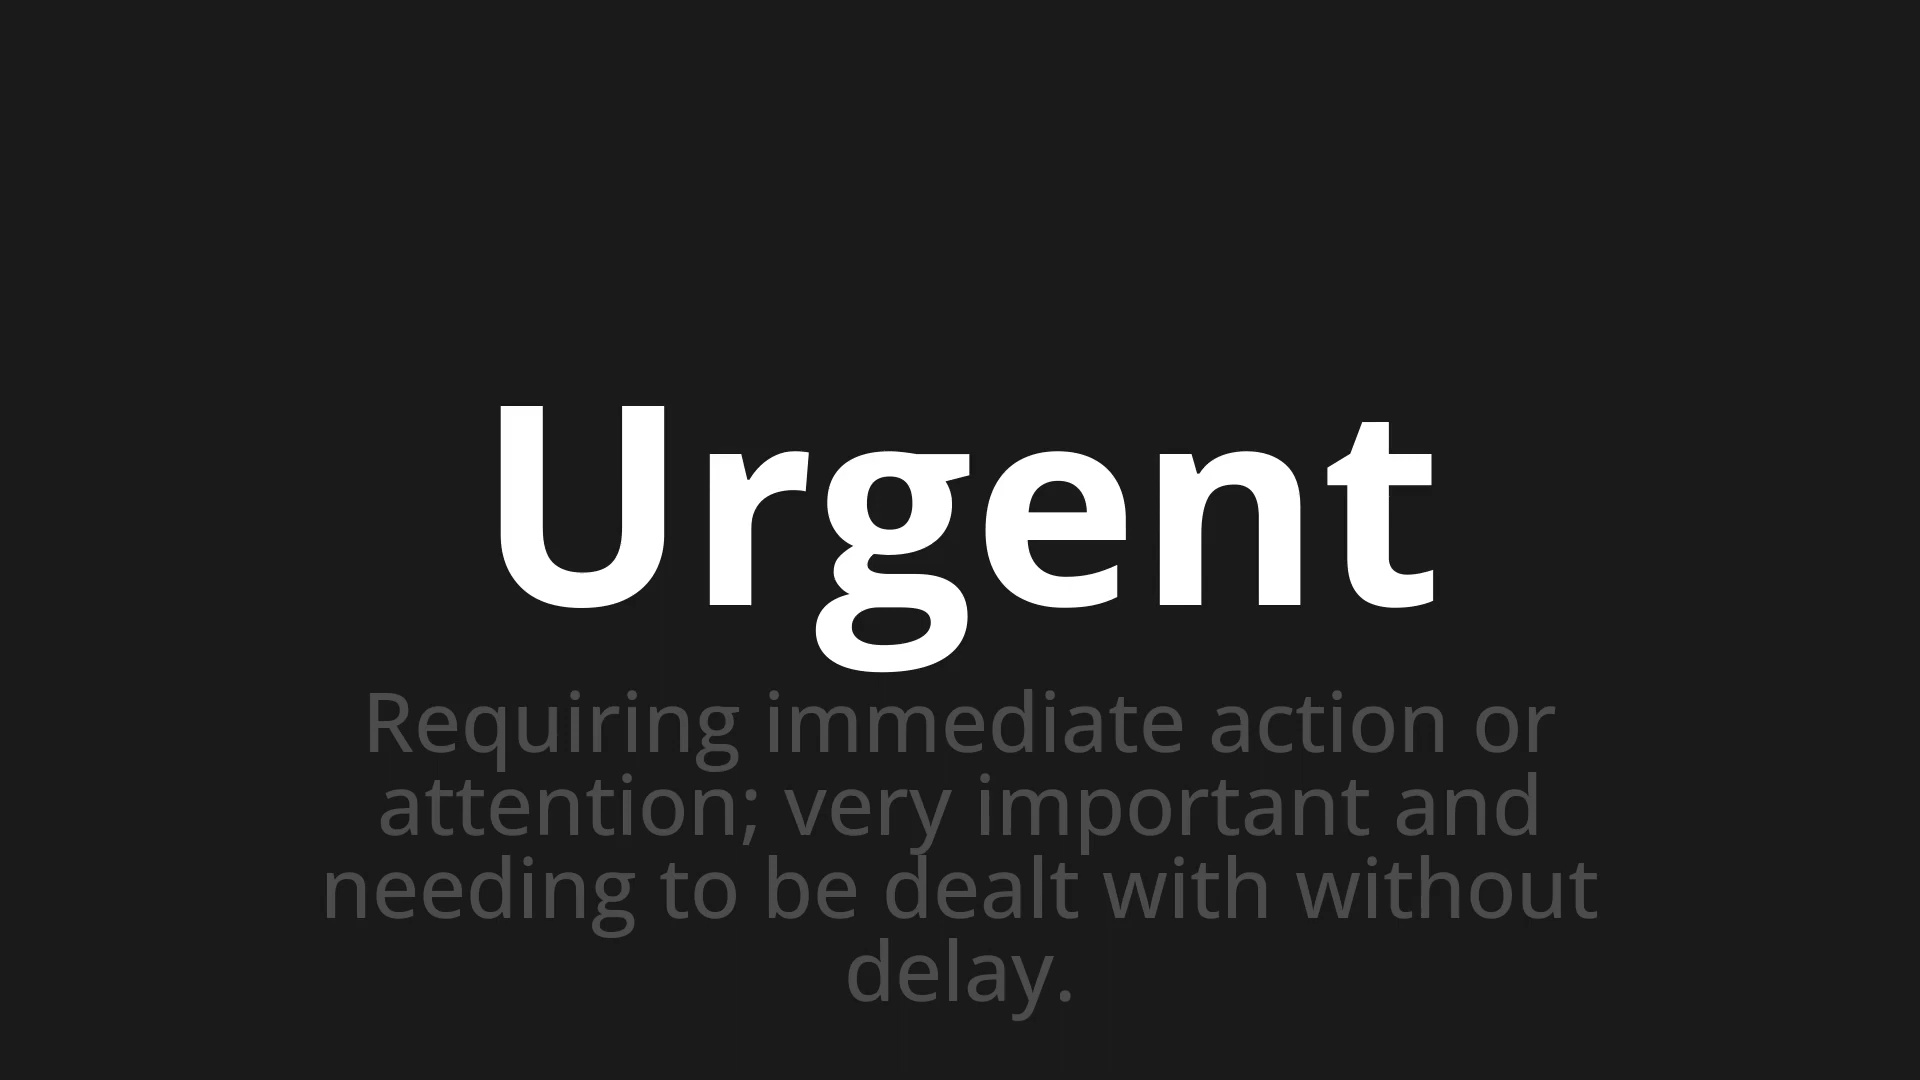 Urgent
Requiring immediate action or
attention; very important and
needing to be dealt with without
delay.